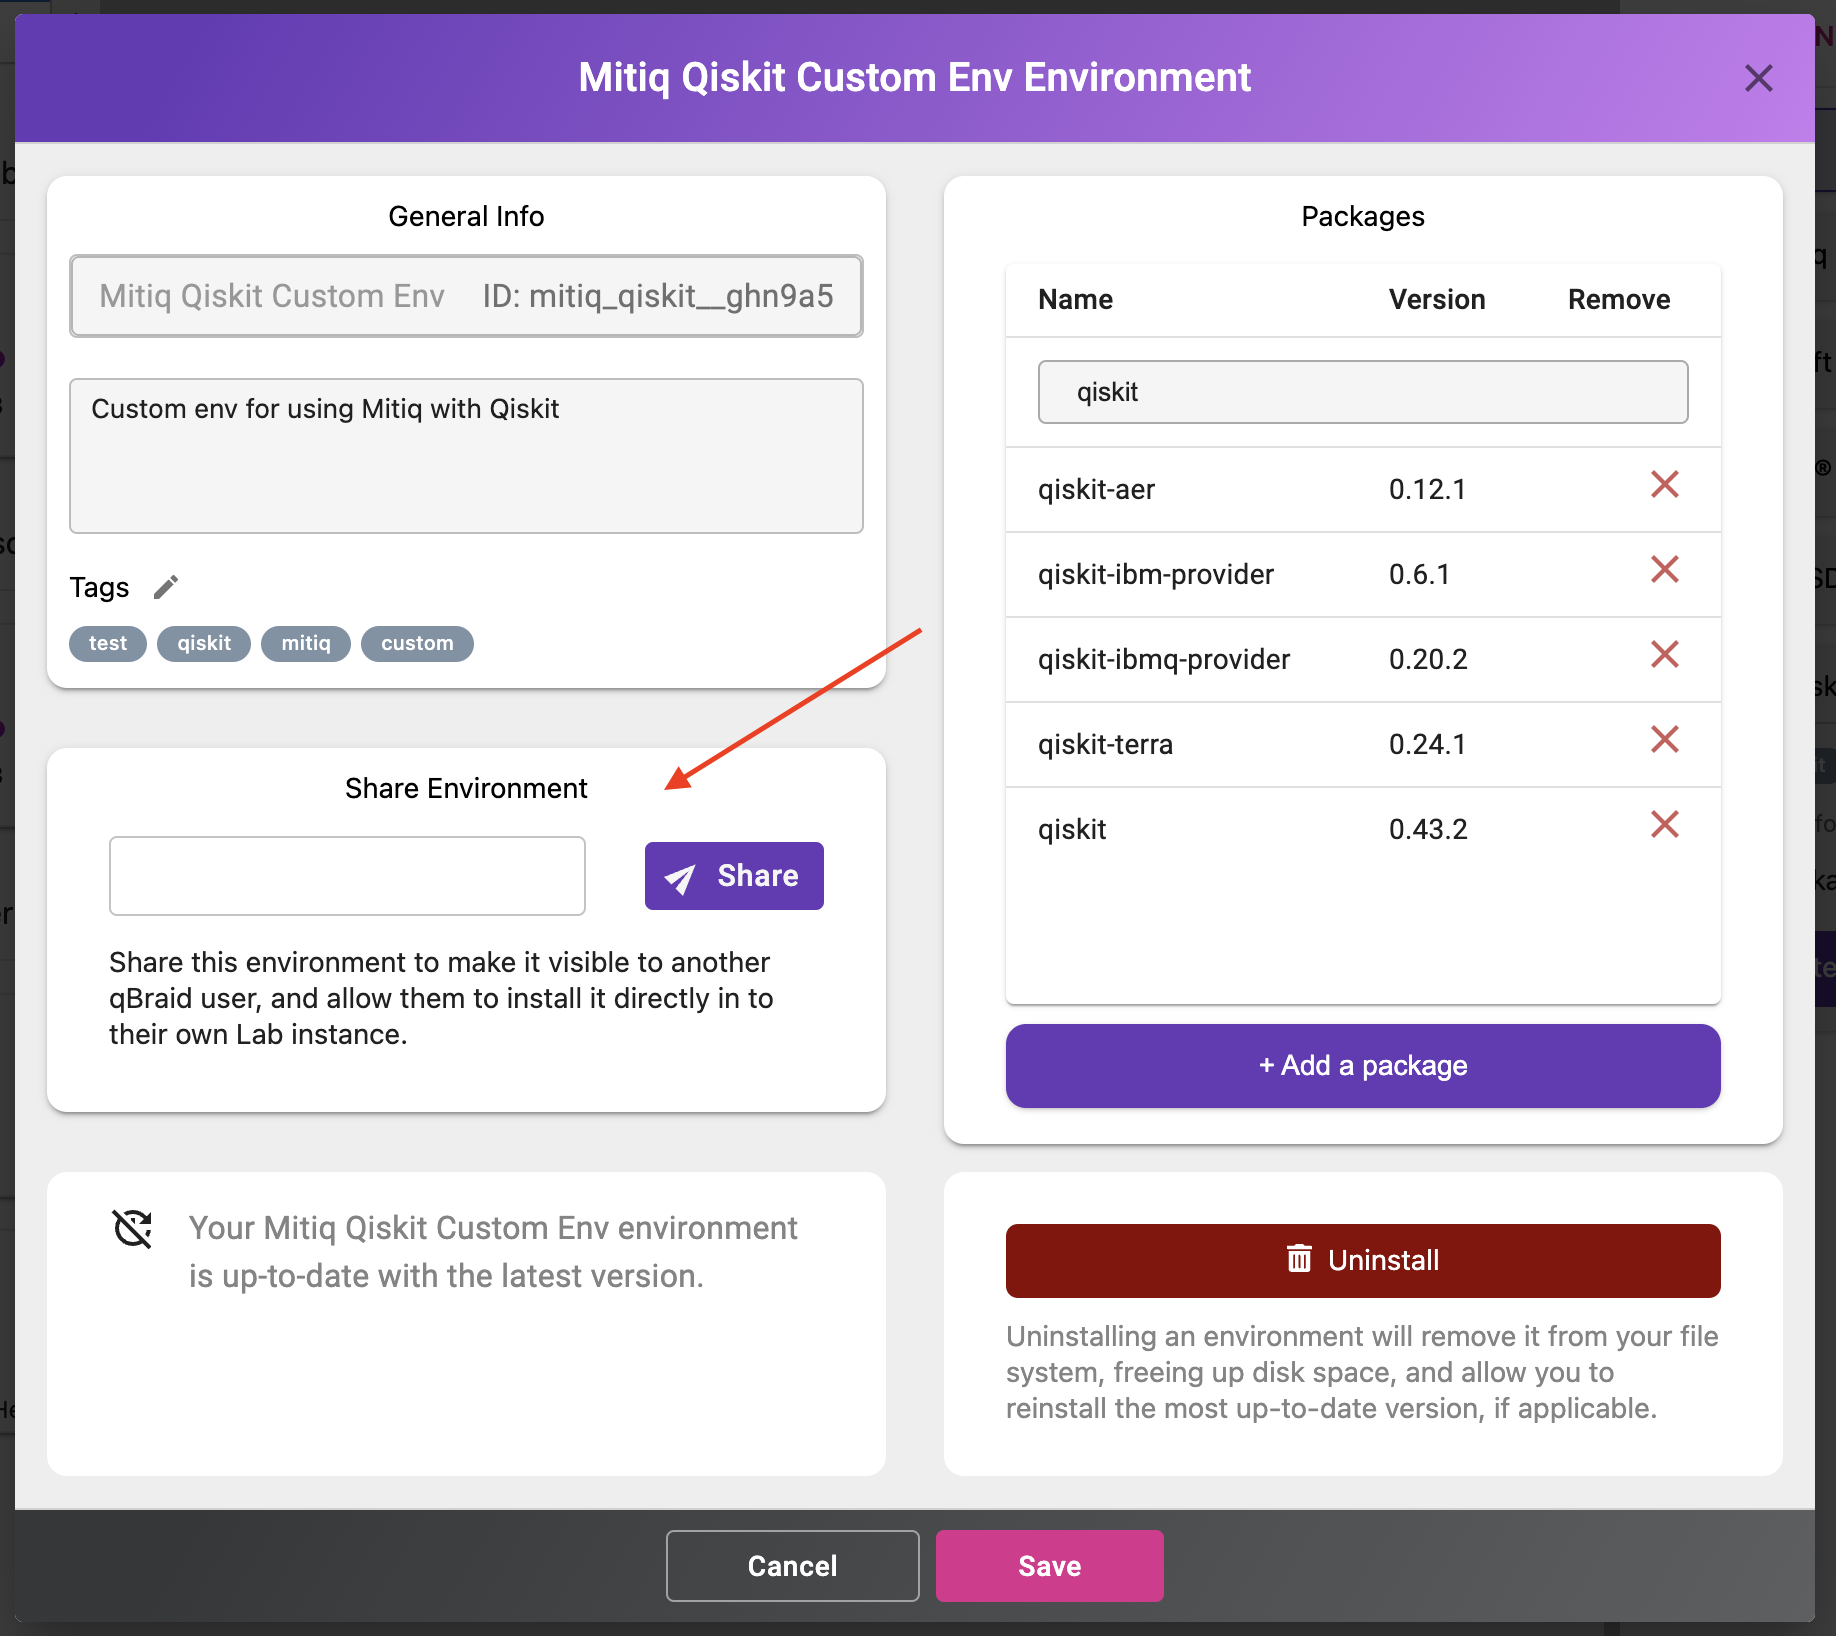 Mitiq Qiskit Custom Env Environment
General Info
Mitiq Qiskit Custom Env ID: mitiq_qiskit__ghn9a5
Custom env for using Mitiq with Qiskit
Tags
test qiskit mitiq custom
Share Environment
Share
Share this environment to make it visible to another
qBraid user, and allow them to install it directly in to
their own Lab instance.
Your Mitiq Qiskit Custom Env environment
is up-to-date with the latest version.
Packages
Name Version Remove
qiskit
qiskit-aer 0.12.1
qiskit-ibm-provider 0.6.1
qiskit-ibmq-provider 0.20.2
qiskit-terra 0.24.1
qiskit 0.43.2
+ Add a package
Uninstall
Uninstalling an environment will remove it from your file
system, freeing up disk space, and allow you to
reinstall the most up-to-date version, if applicable.
Cancel Save